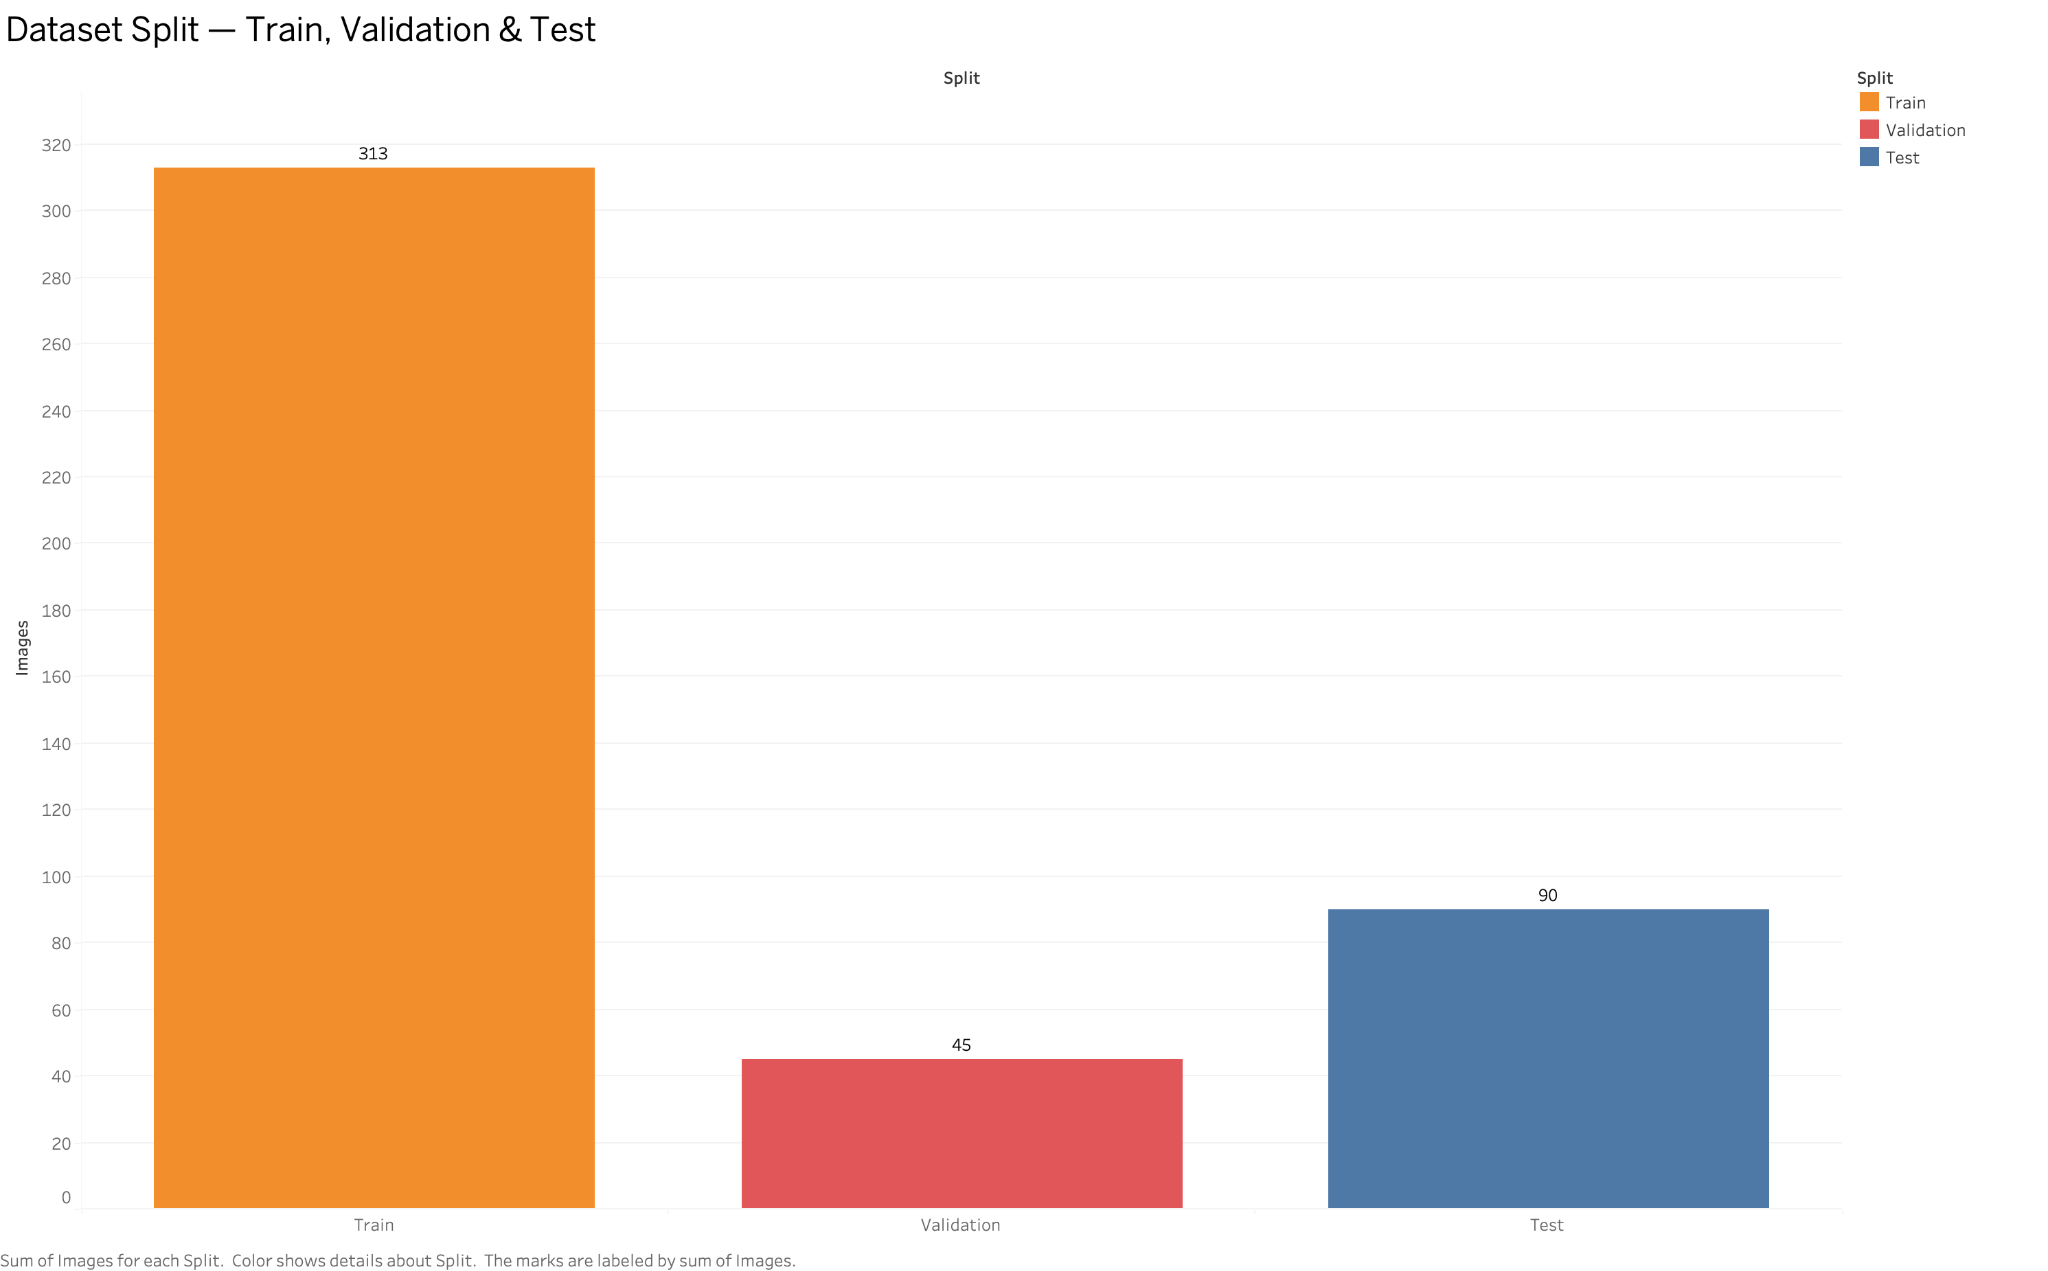 Dataset Split — Train, Validation & Test
Split
Split
Train
Validation
Test
320
300
280
260
240
220
200
180
160
140
120
100
80
60
40
20
0
Images
313
45
90
Train
Validation
Test
Sum of Images for each Split.  Color shows details about Split.  The marks are labeled by sum of Images.